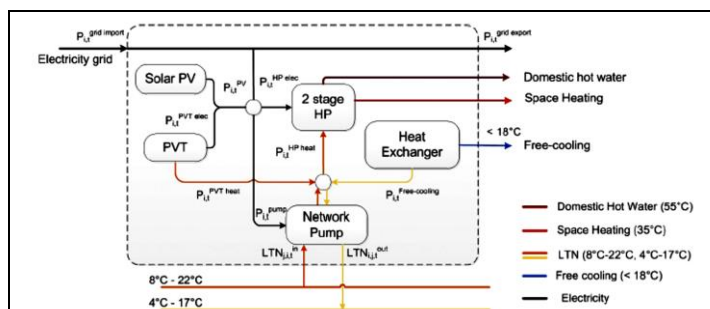 P_i,t^grid import
P_i,t^grid export
Electricity grid
Solar PV
P_i,t^PV
P_i,t^HP elec
Domestic hot water
2 stage
HP
Space Heating
P_i,t^PVT elec
PVT
P_i,t^HP heat
Heat
Exchanger
< 18°C
Free-cooling
P_i,t^PVT heat
P_i,t^Free-cooling
P_i,t^pump
Network
Pump
LTN_j,i,t^in
LTN_i,j,t^out
8°C - 22°C
4°C - 17°C
Domestic Hot Water (55°C)
Space Heating (35°C)
LTN (8°C-22°C, 4°C-17°C)
Free cooling (< 18°C)
Electricity